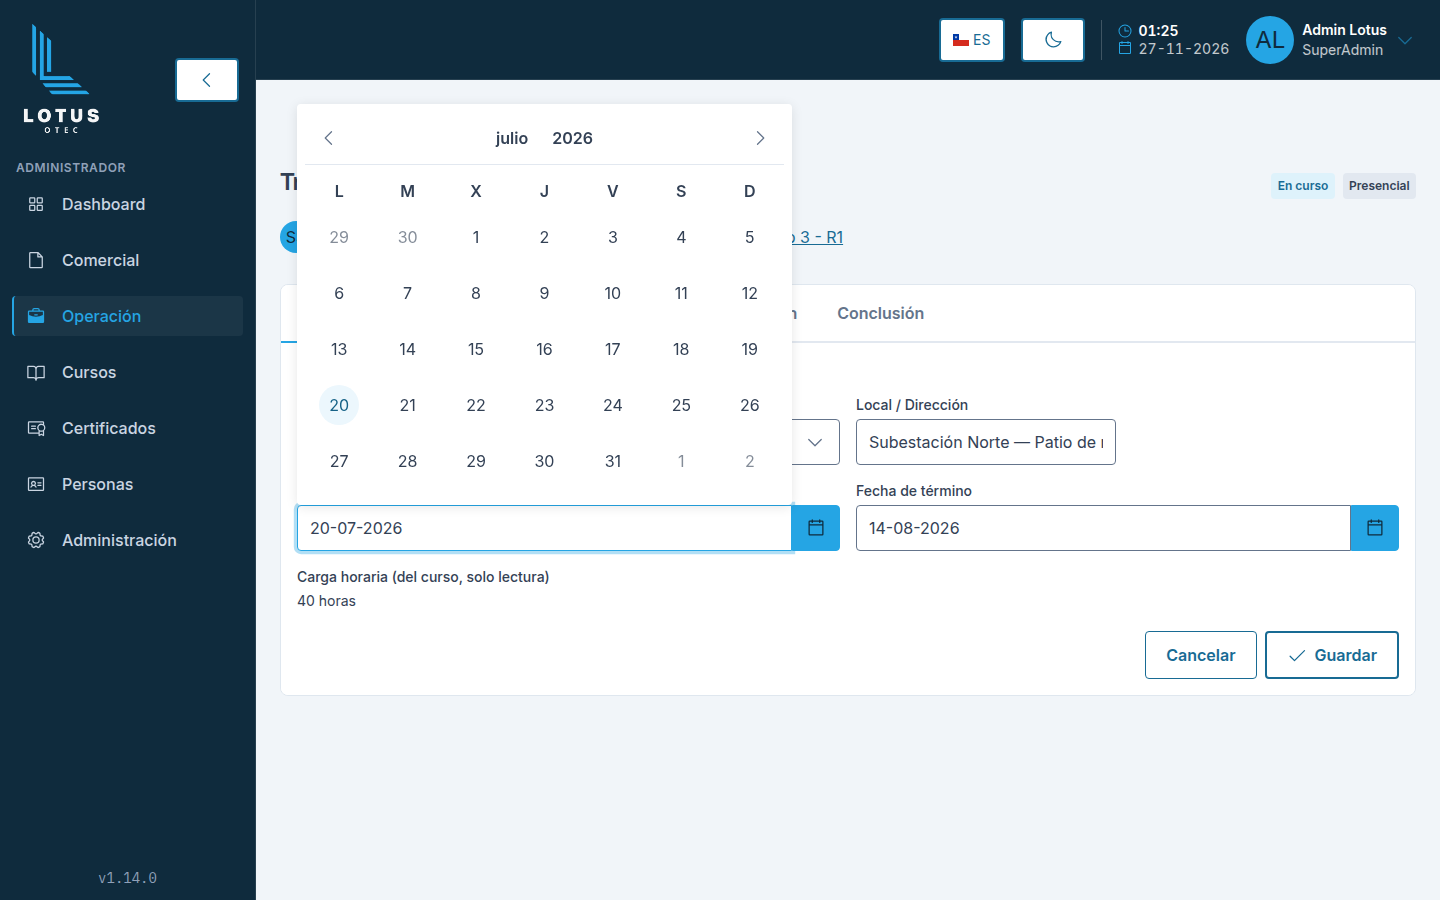 LOTUS
OTEC
ES
01:25
27-11-2026
AL
Admin Lotus
SuperAdmin
ADMINISTRADOR
Dashboard
Comercial
Operación
Cursos
Certificados
Personas
Administración
v1.14.0
En curso
Presencial
3 - R1
julio 2026
L M X J V S D
29 30 1 2 3 4 5
6 7 8 9 10 11 12
13 14 15 16 17 18 19
20 21 22 23 24 25 26
27 28 29 30 31 1 2
Conclusión
Local / Dirección
Subestación Norte — Patio de
Fecha de término
20-07-2026
14-08-2026
Carga horaria (del curso, solo lectura)
40 horas
Cancelar
Guardar